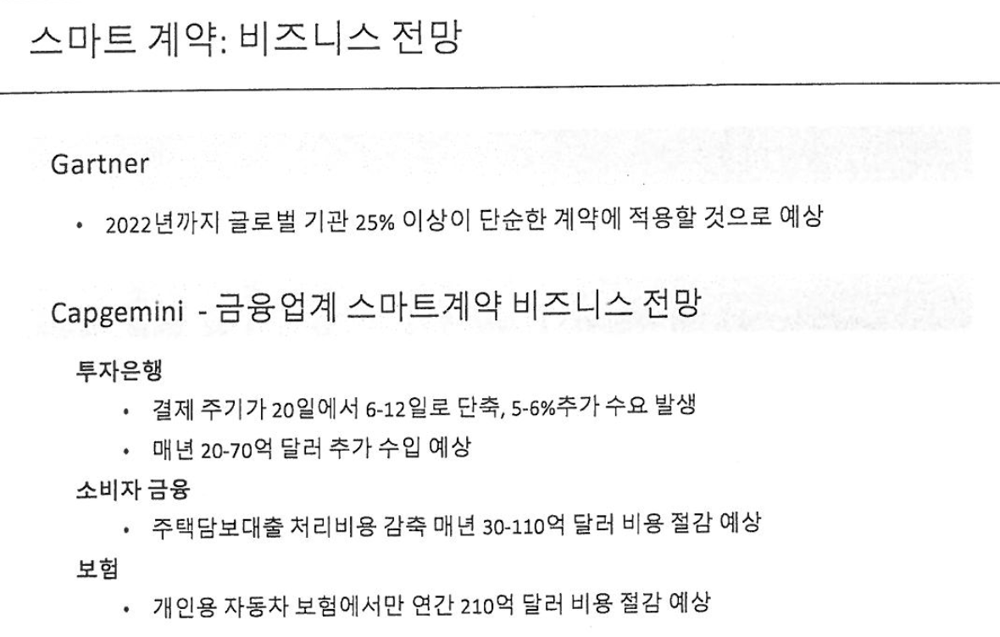 스마트 계약: 비즈니스 전망
Gartner
• 2022년까지 글로벌 기관 25% 이상이 단순한 계약에 적용할 것으로 예상
Capgemini - 금융업계 스마트계약 비즈니스 전망
투자은행
• 결제 주기가 20일에서 6-12일로 단축, 5-6%추가 수요 발생
• 매년 20-70억 달러 추가 수입 예상
소비자 금융
• 주택담보대출 처리비용 감축 매년 30-110억 달러 비용 절감 예상
보험
• 개인용 자동차 보험에서만 연간 210억 달러 비용 절감 예상